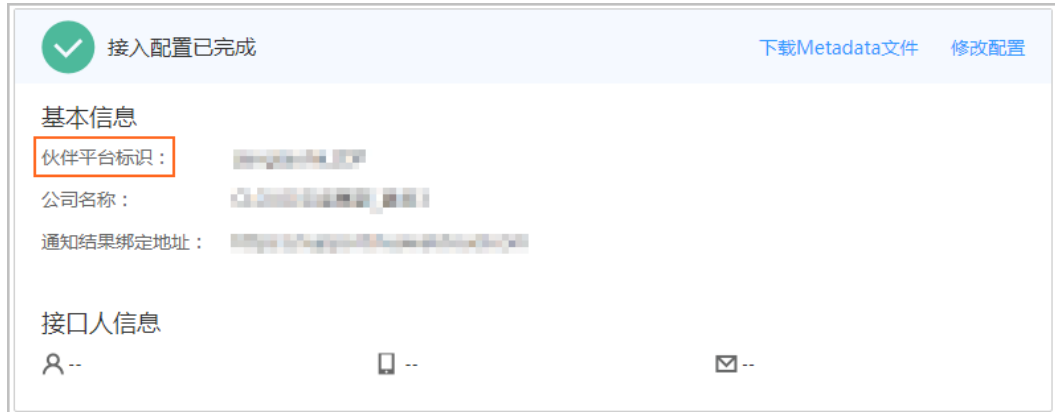 接入配置已完成 下载Metadata文件 修改配置
基本信息
伙伴平台标识：
公司名称：
通知结果绑定地址：
接口人信息
-- -- --